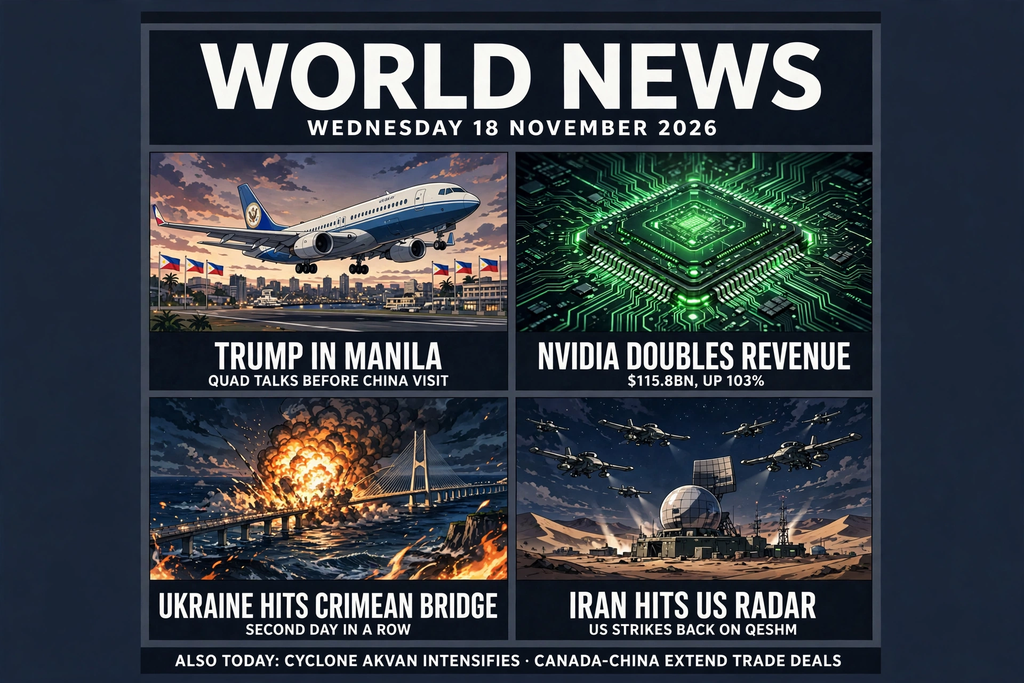 WORLD NEWS
WEDNESDAY 18 NOVEMBER 2026
TRUMP IN MANILA
QUAD TALKS BEFORE CHINA VISIT
NVIDIA DOUBLES REVENUE
$115.8BN, UP 103%
UKRAINE HITS CRIMEAN BRIDGE
SECOND DAY IN A ROW
IRAN HITS US RADAR
US STRIKES BACK ON QESHM
ALSO TODAY: CYCLONE AKVAN INTENSIFIES · CANADA-CHINA EXTEND TRADE DEALS